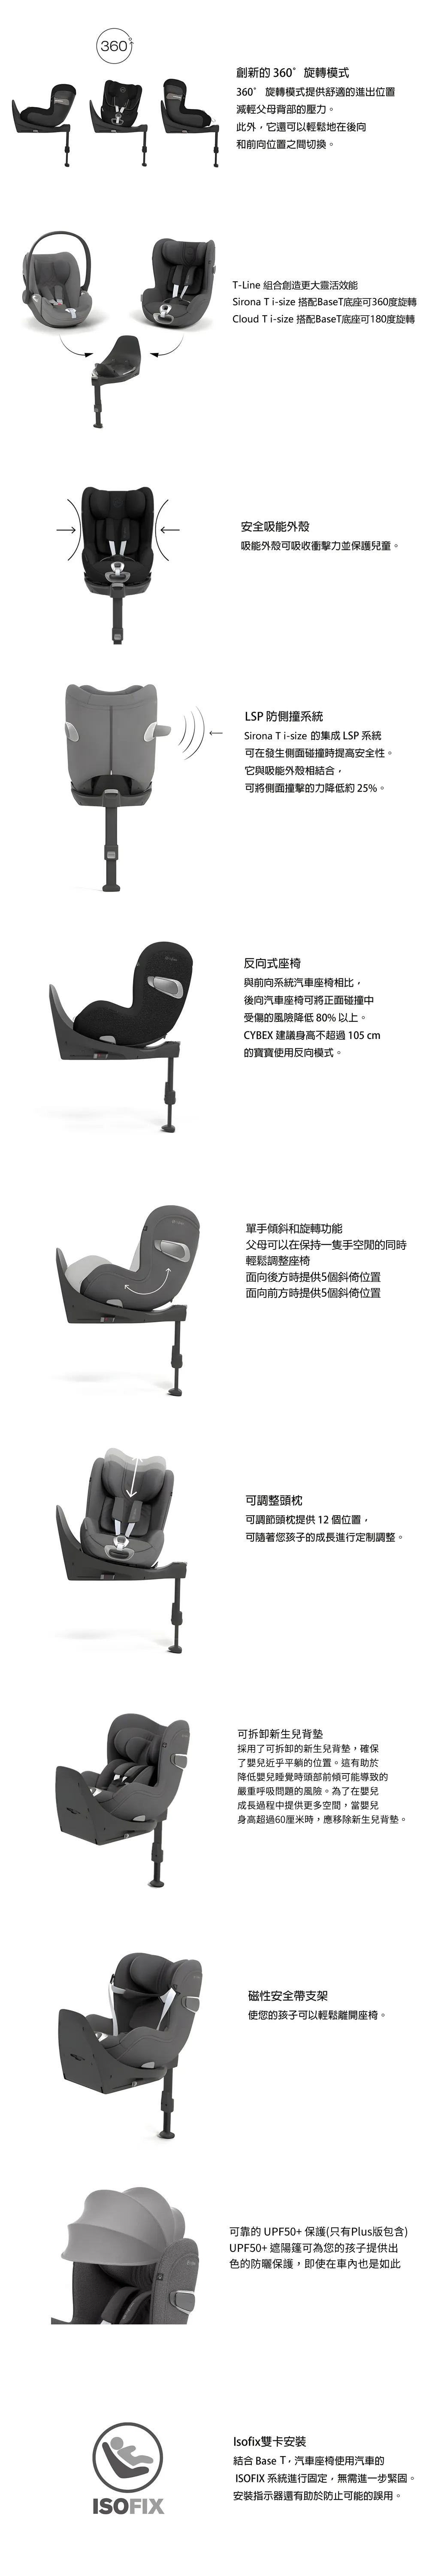 360°
創新的 360° 旋轉模式
360° 旋轉模式提供舒適的進出位置
減輕父母背部的壓力。
此外，它還可以輕鬆地在後向
和前向位置之間切換。
T-Line 組合創造更大靈活效能
Sirona T i-size 搭配BaseT底座可360度旋轉
Cloud T i-size 搭配BaseT底座可180度旋轉
安全吸能外殼
吸能外殼可吸收衝擊力並保護兒童。
LSP 防側撞系統
Sirona T i-size 的集成 LSP 系統
可在發生側面碰撞時提高安全性。
它與吸能外殼相結合，
可將側面撞擊的力降低約 25%。
反向式座椅
與前向系統汽車座椅相比，
後向汽車座椅可將正面碰撞中
受傷的風險降低 80% 以上。
CYBEX 建議身高不超過 105 cm
的寶寶使用反向模式。
單手傾斜和旋轉功能
父母可以在保持一隻手空閒的同時
輕鬆調整座椅
面向後方時提供5個斜倚位置
面向前方時提供5個斜倚位置
可調整頭枕
可調節頭枕提供 12 個位置，
可隨著您孩子的成長進行定制調整。
可拆卸新生兒背墊
採用了可拆卸的新生兒背墊，確保
了嬰兒近乎平躺的位置。這有助於
降低嬰兒睡覺時頭部前傾可能導致的
嚴重呼吸問題的風險。為了在嬰兒
成長過程中提供更多空間，當嬰兒
身高超過60厘米時，應移除新生兒背墊。
磁性安全帶支架
使您的孩子可以輕鬆離開座椅。
可靠的 UPF50+ 保護(只有Plus版包含)
UPF50+ 遮陽篷可為您的孩子提供出
色的防曬保護，即使在車內也是如此
Isofix雙卡安裝
結合 Base T，汽車座椅使用汽車的
ISOFIX 系統進行固定，無需進一步緊固。
安裝指示器還有助於防止可能的誤用。
ISOFIX